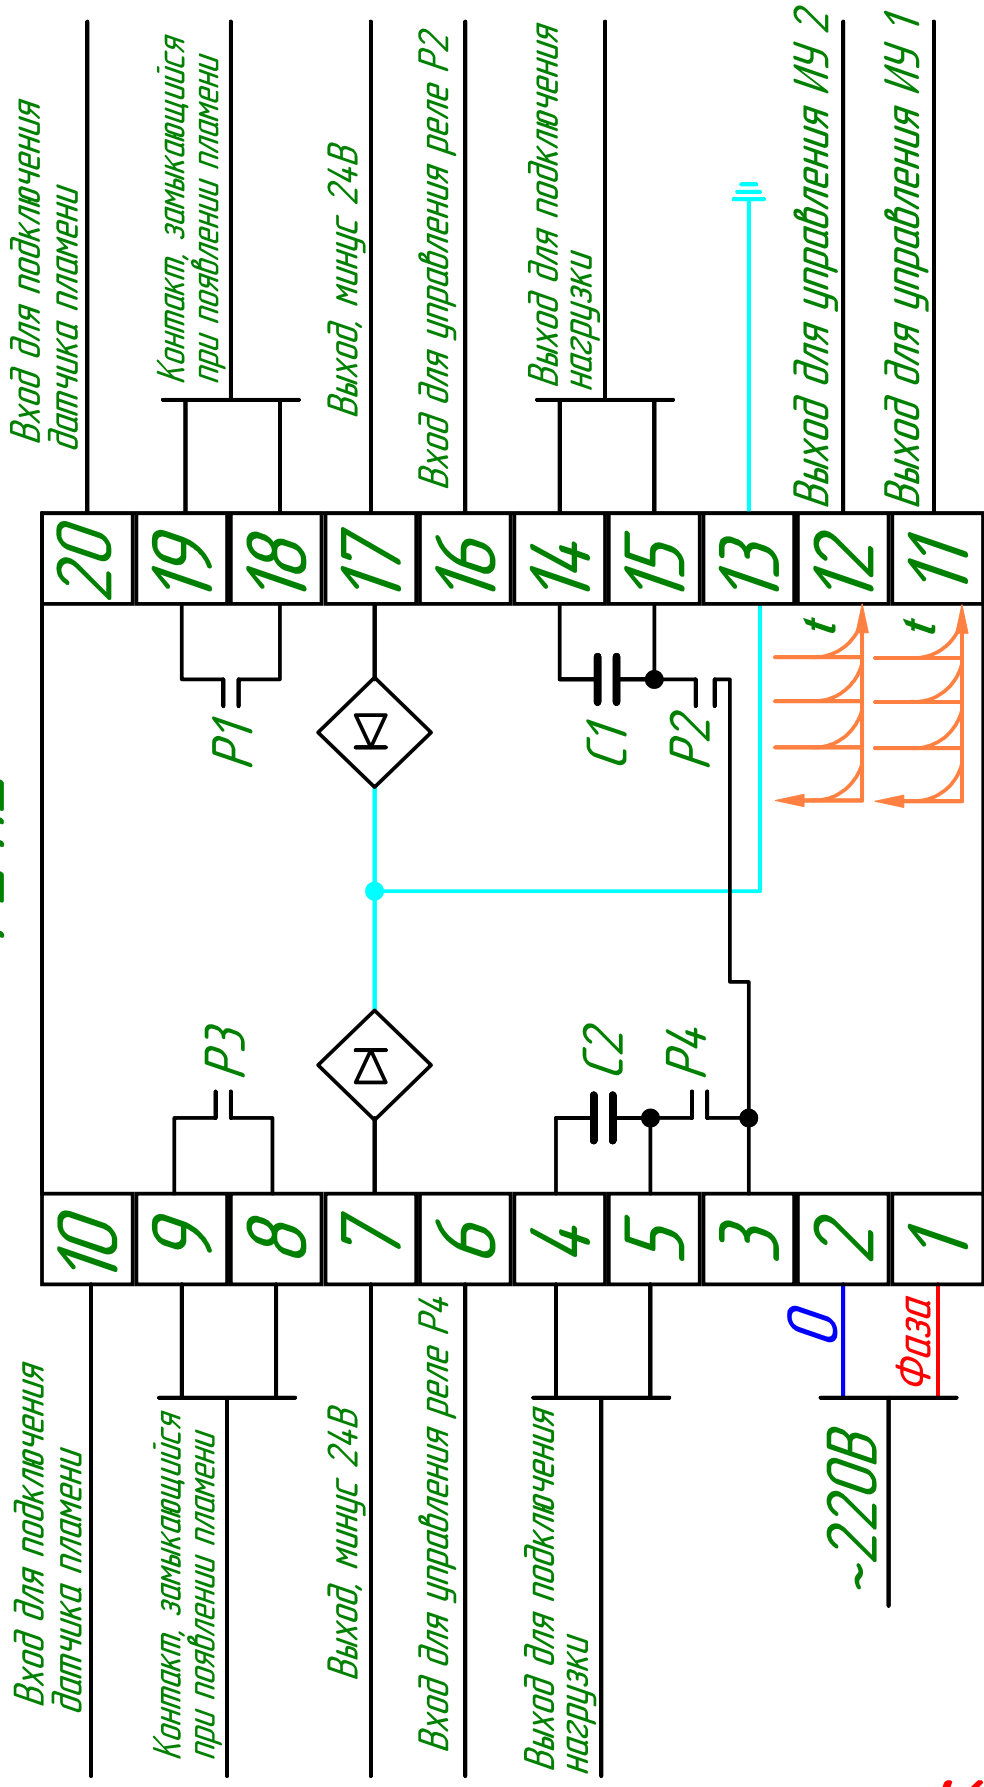 Вход для подключения
датчика пламени
10
20
Вход для подключения
датчика пламени
Контакт, замыкающийся
при появлении пламени
9
Р3
Р1
19
Контакт, замыкающийся
при появлении пламени
8
18
Выход, минус 24В
7
17
Выход, минус 24В
Вход для управления реле Р4
6
16
Вход для управления реле Р2
Выход для подключения
нагрузки
4
С2
С1
14
Выход для подключения
нагрузки
5
Р4
Р2
15
3
13
~220В
0
2
t
12
Выход для управления ИУ 2
Фаза
1
t
11
Выход для управления ИУ 1